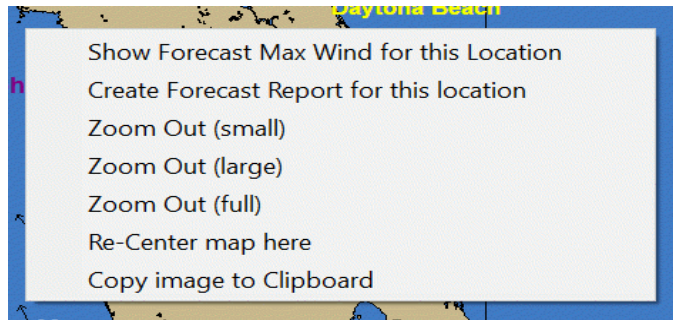 Daytona Beach
Show Forecast Max Wind for this Location
h
Create Forecast Report for this location
Zoom Out (small)
Zoom Out (large)
Zoom Out (full)
Re-Center map here
Copy image to Clipboard